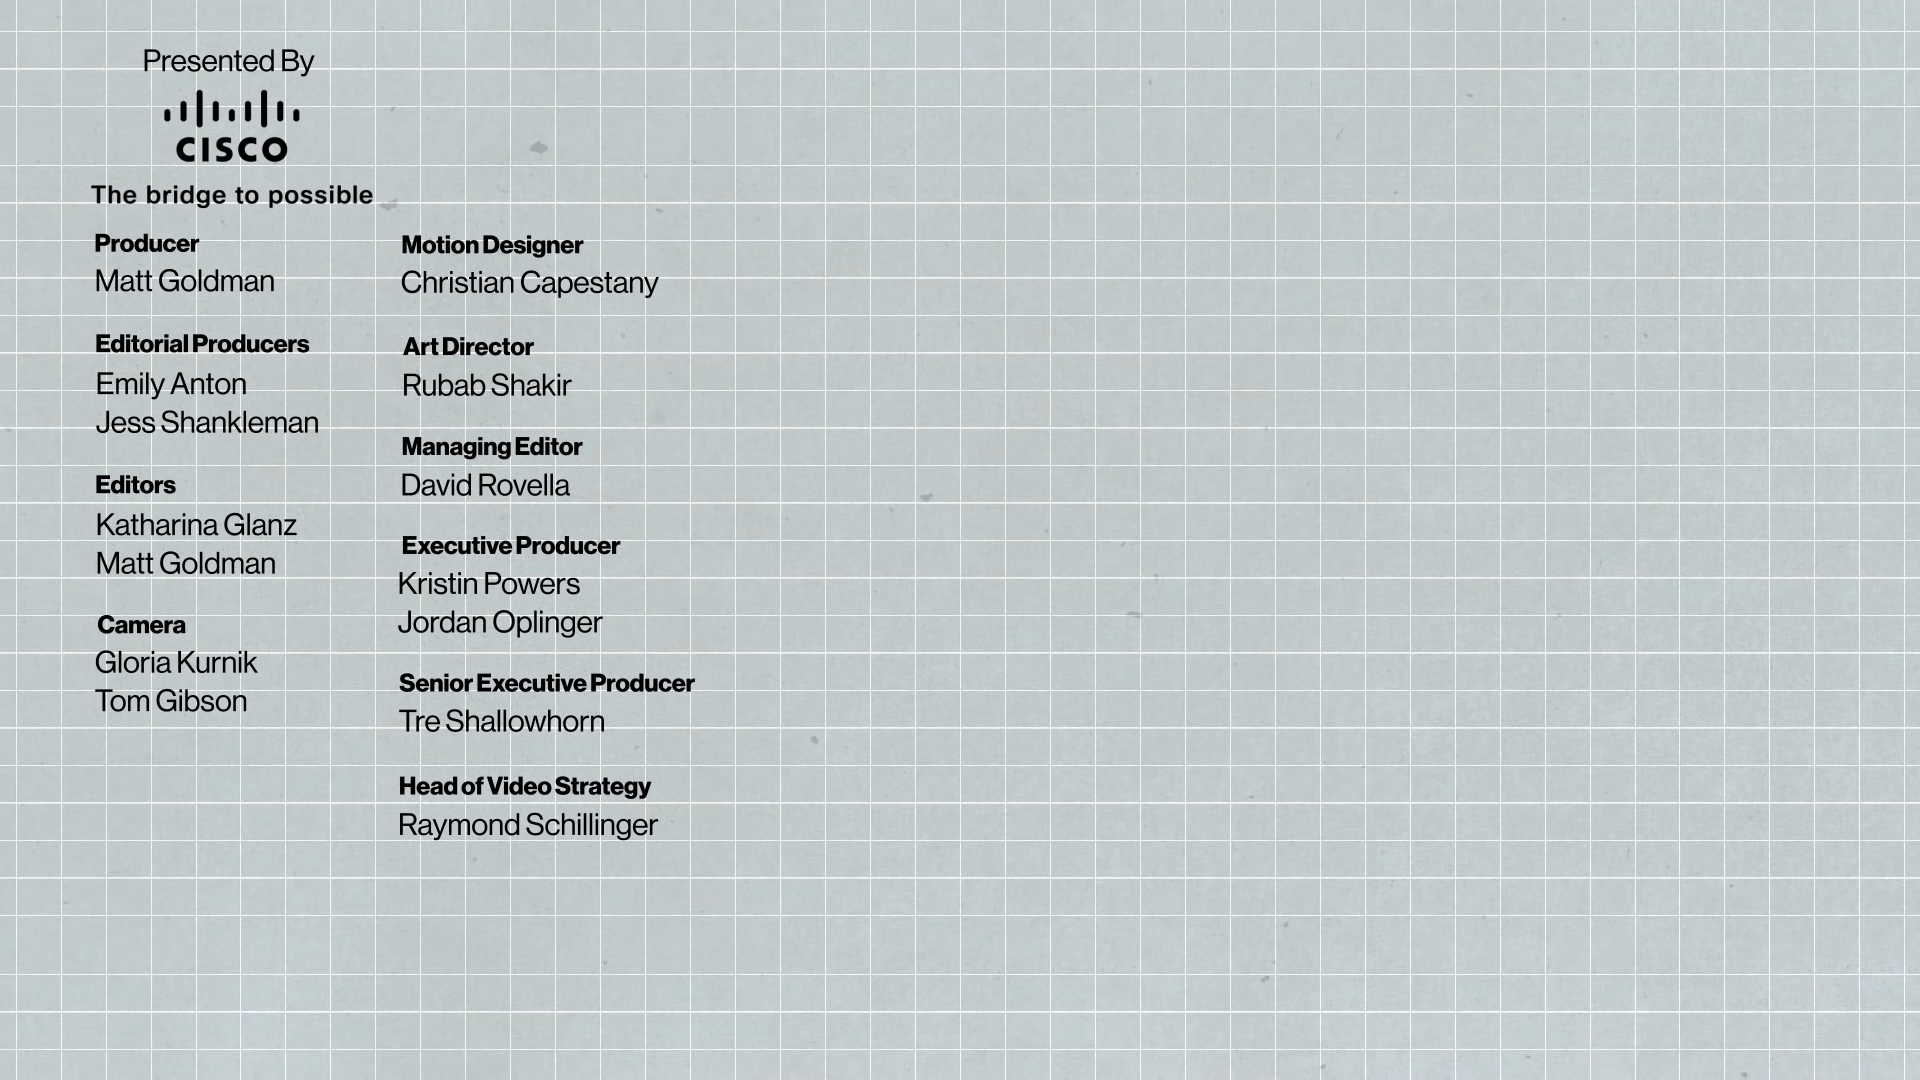 Presented By
CISCO
The bridge to possible
Producer
Matt Goldman
Editorial Producers
Emily Anton
Jess Shankleman
Editors
Katharina Glanz
Matt Goldman
Camera
Gloria Kurnik
Tom Gibson
Motion Designer
Christian Capestany
Art Director
Rubab Shakir
Managing Editor
David Rovella
Executive Producer
Kristin Powers
Jordan Oplinger
Senior Executive Producer
Tre Shallowhorn
Head of Video Strategy
Raymond Schillinger